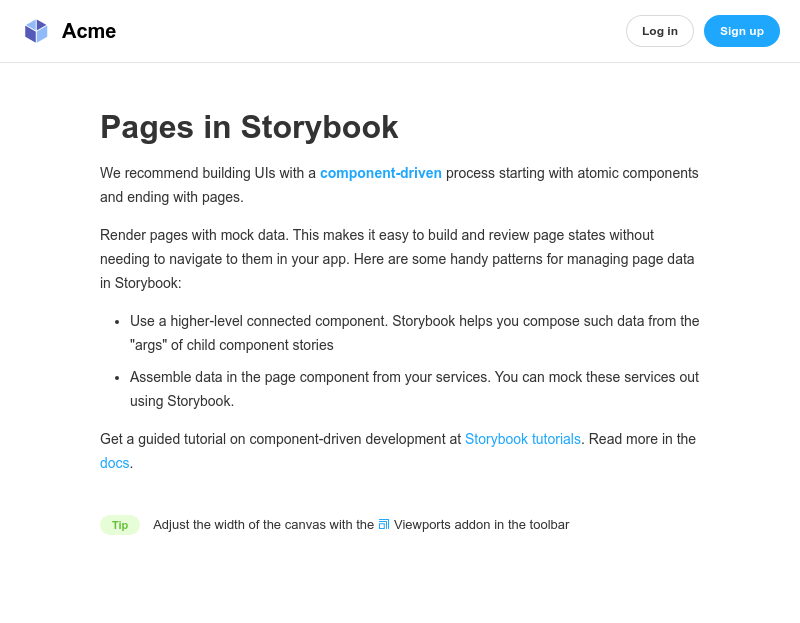 Acme
Log in
Sign up
Pages in Storybook
We recommend building UIs with a component-driven process starting with atomic components
and ending with pages.
Render pages with mock data. This makes it easy to build and review page states without
needing to navigate to them in your app. Here are some handy patterns for managing page data
in Storybook:
• Use a higher-level connected component. Storybook helps you compose such data from the
"args" of child component stories
• Assemble data in the page component from your services. You can mock these services out
using Storybook.
Get a guided tutorial on component-driven development at Storybook tutorials. Read more in the
docs.
Tip Adjust the width of the canvas with the Viewports addon in the toolbar